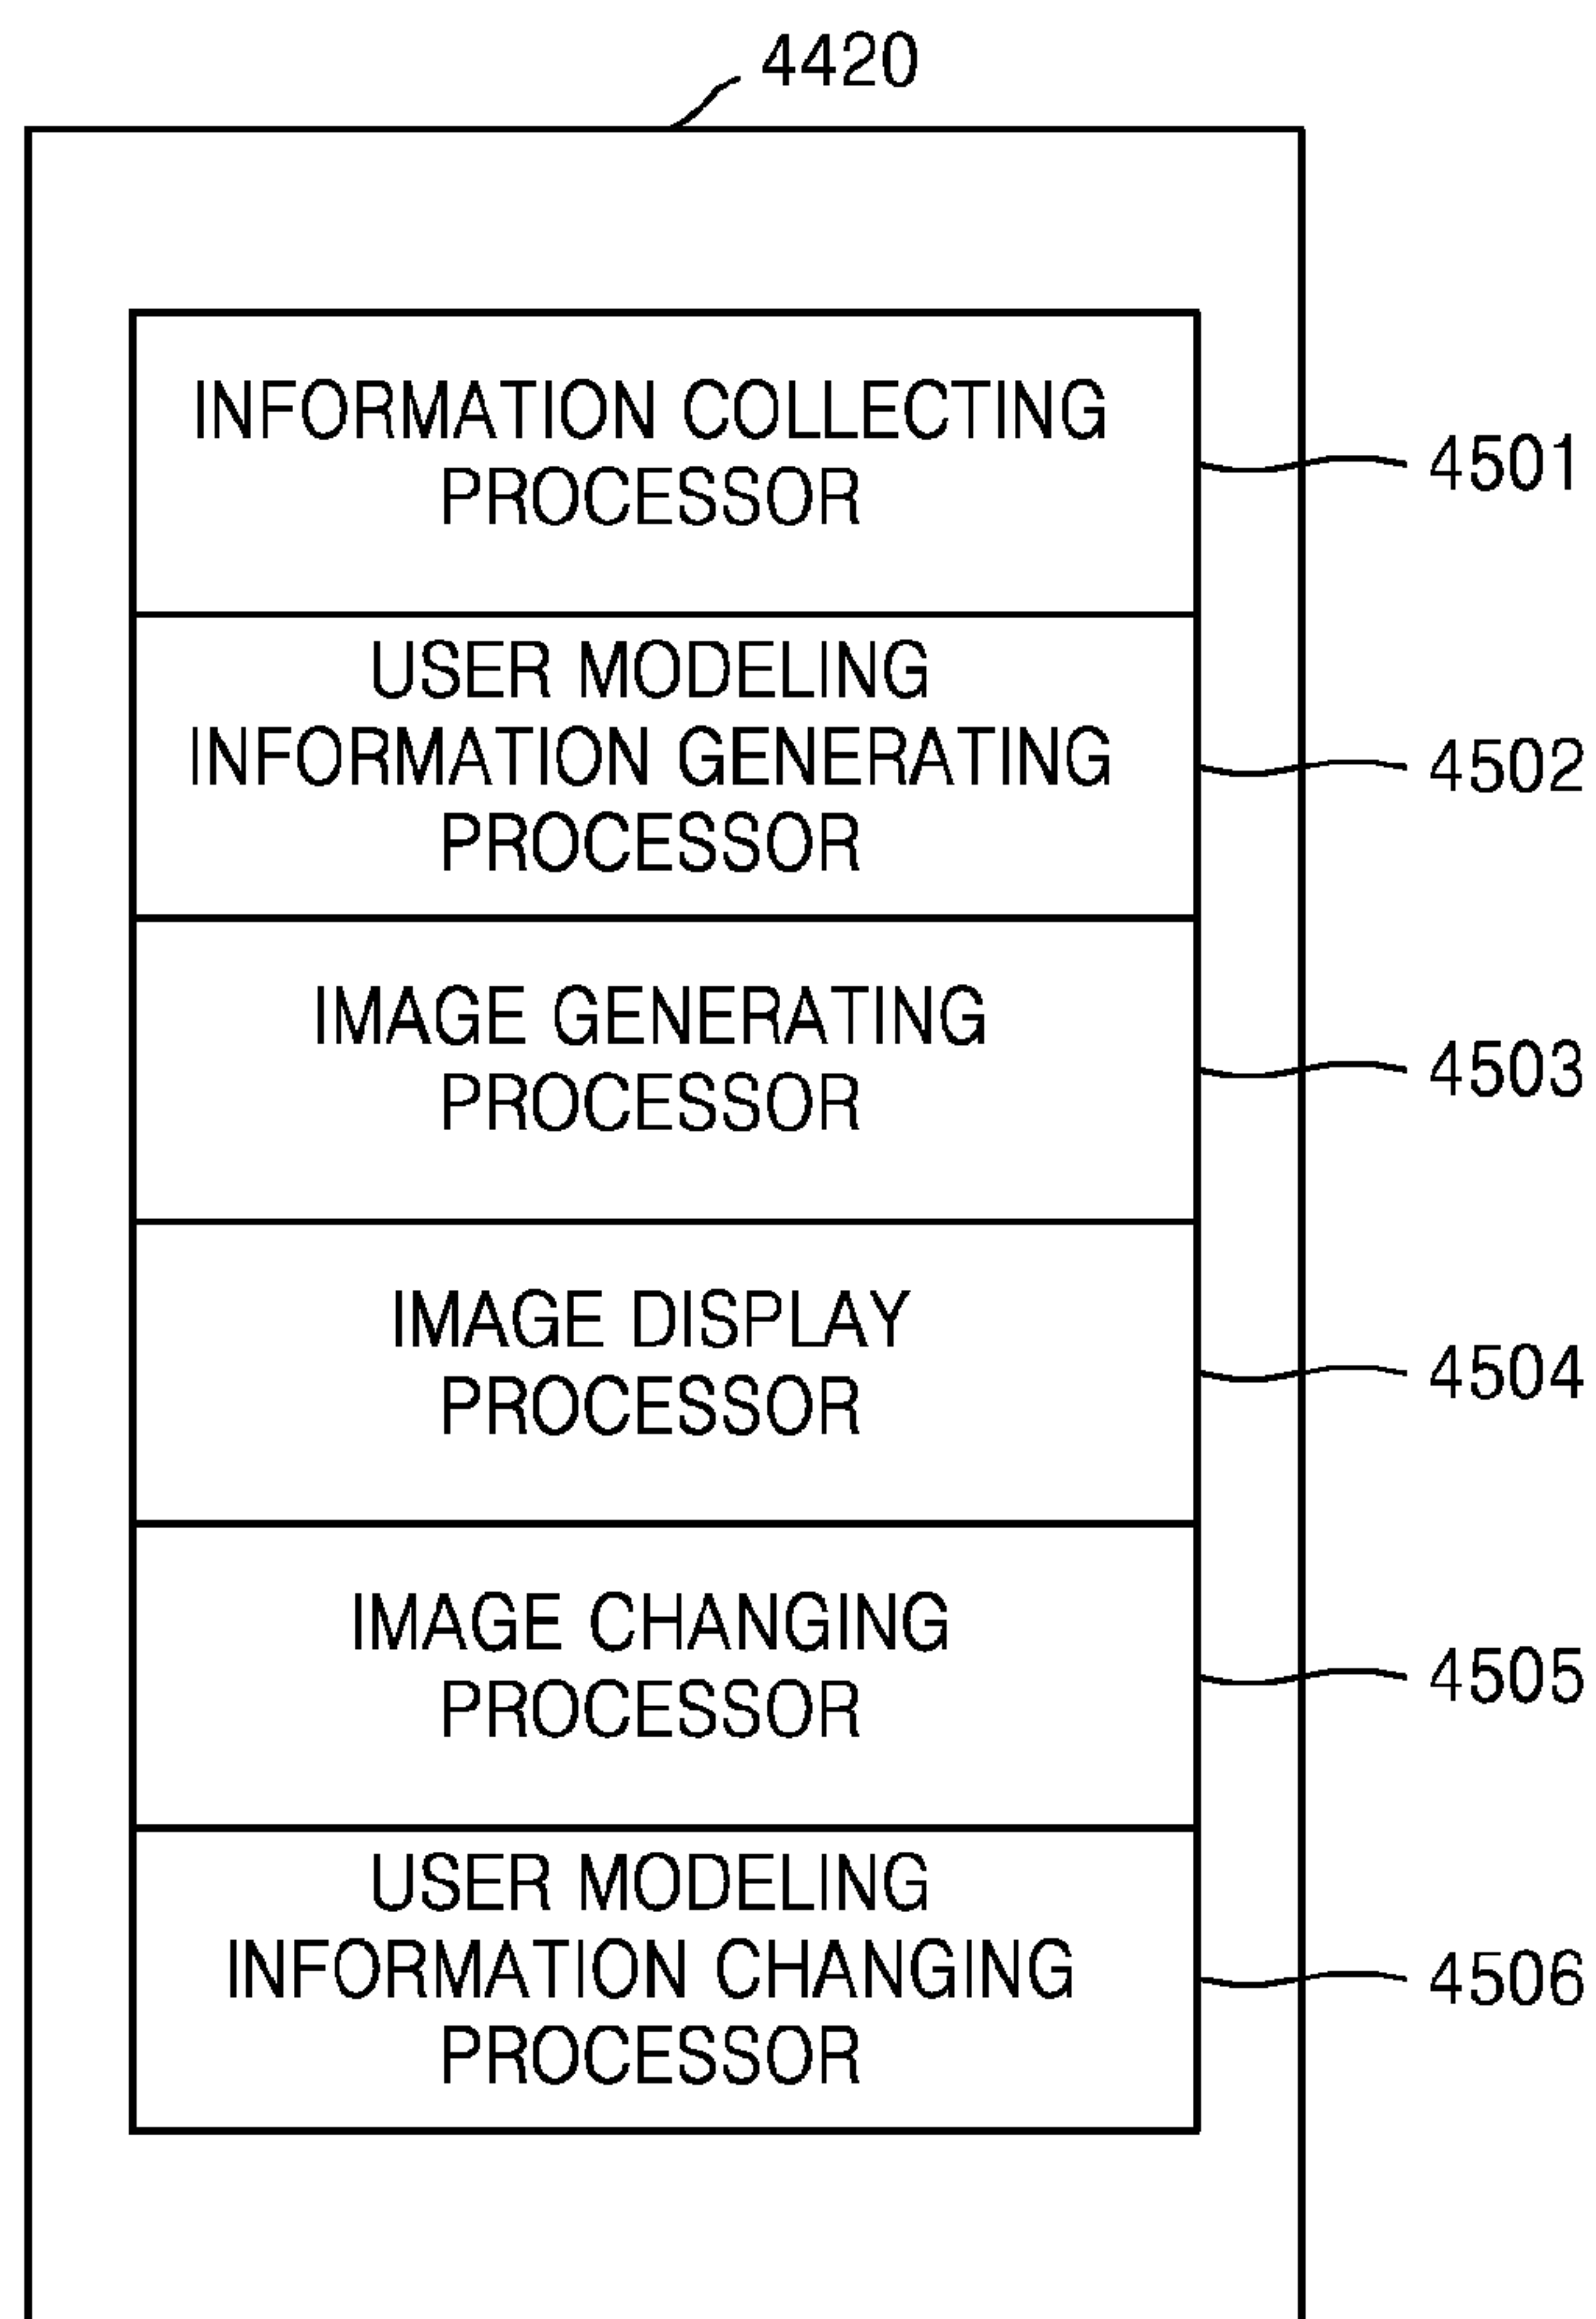 4420
INFORMATION COLLECTING
PROCESSOR
4501
USER MODELING
INFORMATION GENERATING
PROCESSOR
4502
IMAGE GENERATING
PROCESSOR
4503
IMAGE DISPLAY
PROCESSOR
4504
IMAGE CHANGING
PROCESSOR
4505
USER MODELING
INFORMATION CHANGING
PROCESSOR
4506